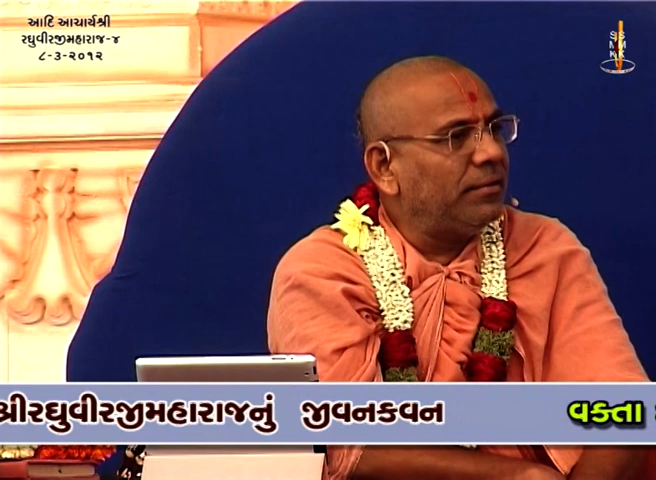 આદિ આચાર્યશ્રી
રઘુવીરજીમહારાજ-૪
૮-૩-૨૦૧૨
શ્રીરઘુવીરજીમહારાજનું જીવનકવન વક્તા